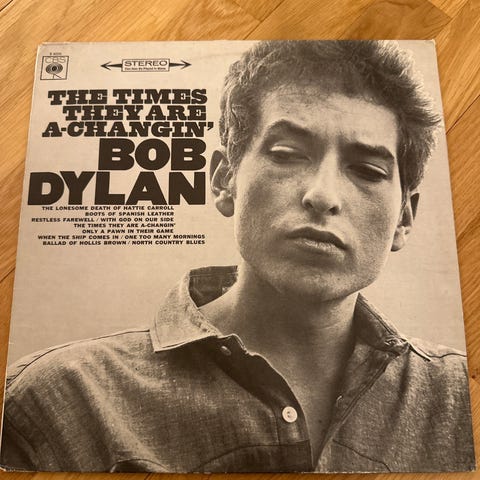 CBS
STEREO
THE TIMES
THEY ARE
A-CHANGIN'
BOB
DYLAN
THE LONESOME DEATH OF HATTIE CARROLL
BOOTS OF SPANISH LEATHER
RESTLESS FAREWELL / WITH GOD ON OUR SIDE
THE TIMES THEY ARE A-CHANGIN'
ONLY A PAWN IN THEIR GAME
WHEN THE SHIP COMES IN / ONE TOO MANY MORNINGS
BALLAD OF HOLLIS BROWN / NORTH COUNTRY BLUES